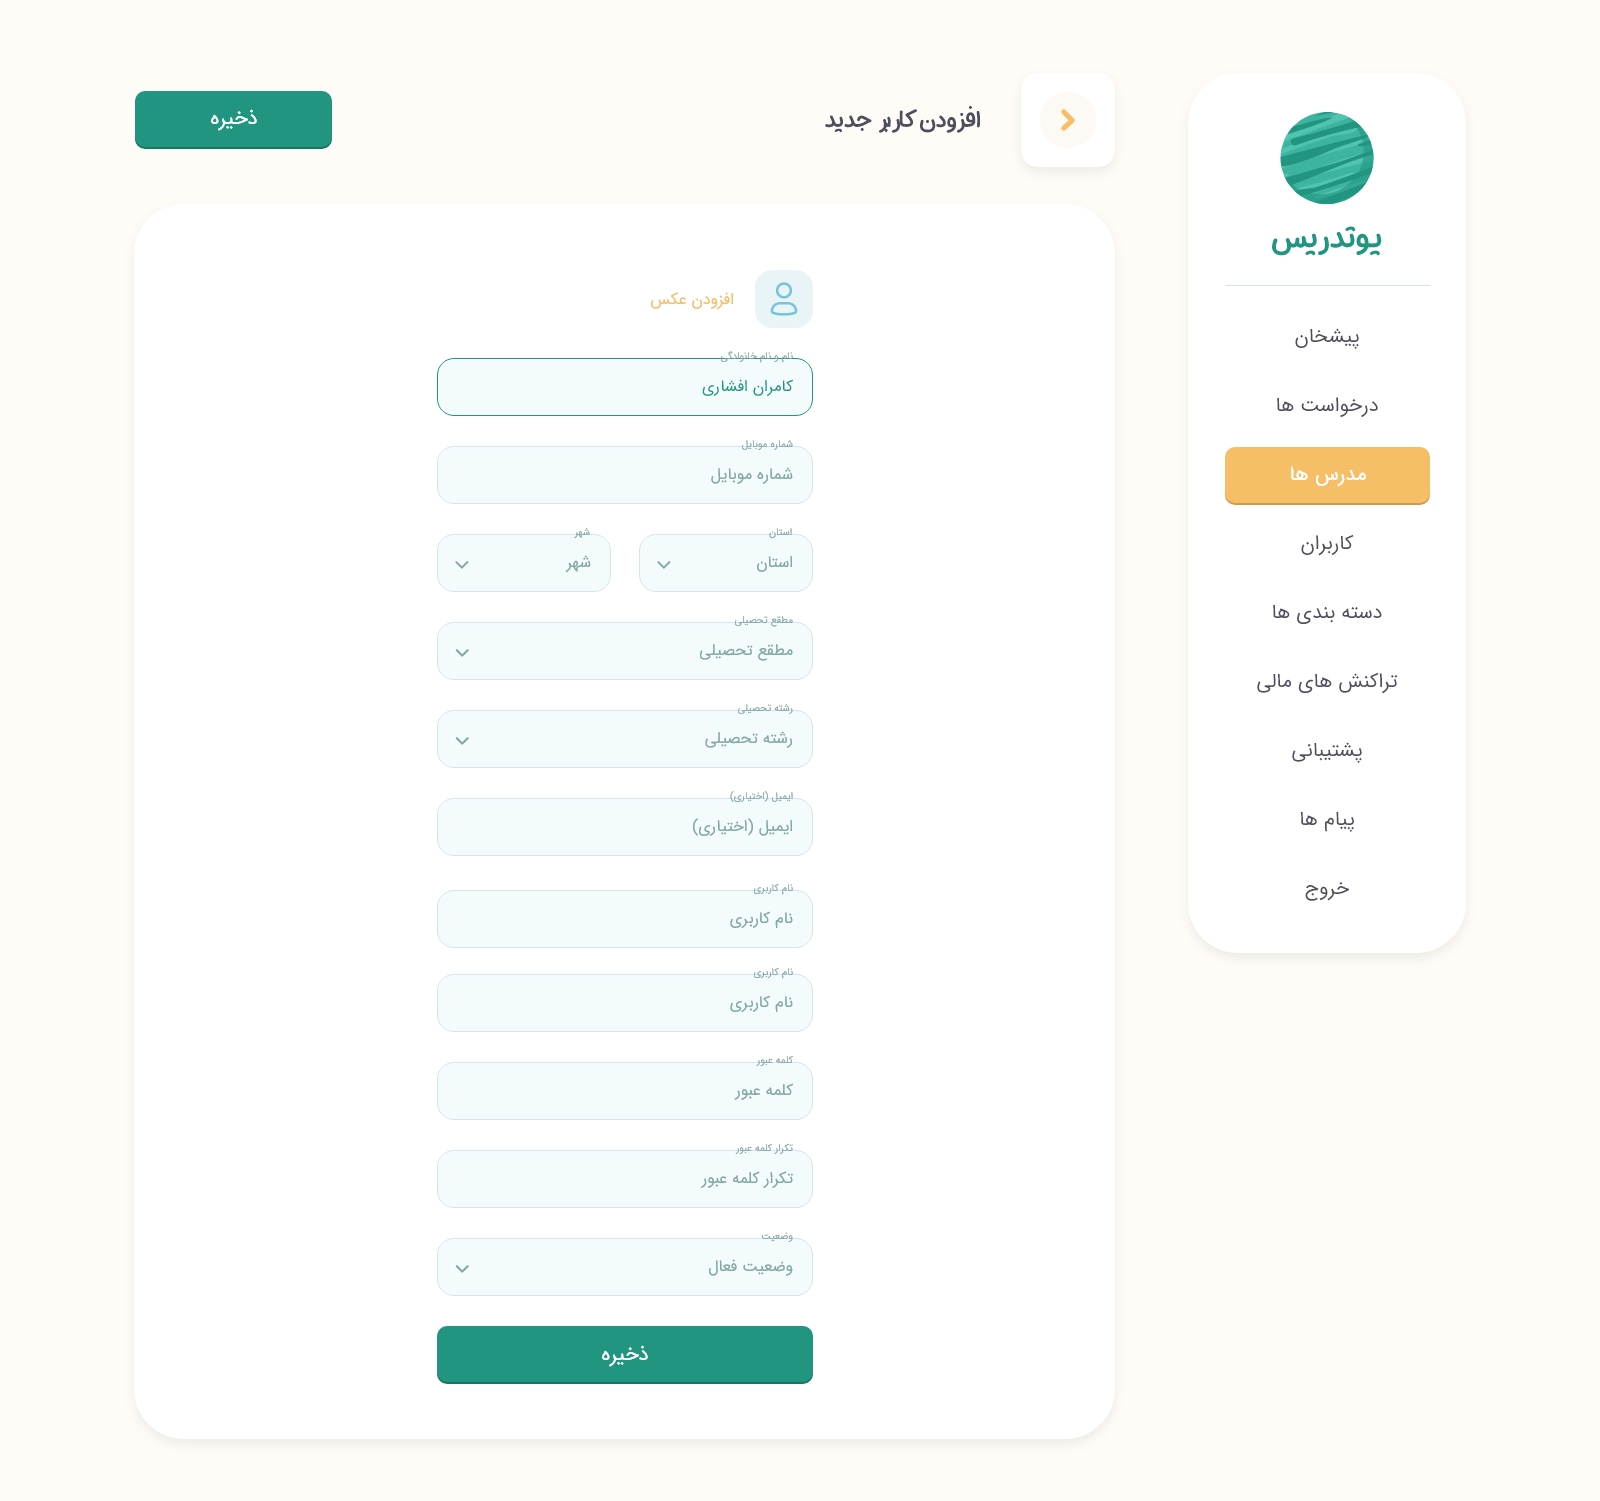 یوتدریس
پیشخان
درخواست ها
مدرس ها
کاربران
دسته بندی ها
تراکنش های مالی
پشتیبانی
پیام ها
خروج
افزودن کاربر جدید
ذخیره
افزودن عکس
نام و نام خانوادگی
کامران افشاری
شماره موبایل
شماره موبایل
استان
استان
شهر
شهر
مطقع تحصیلی
مطقع تحصیلی
رشته تحصیلی
رشته تحصیلی
ایمیل (اختیاری)
ایمیل (اختیاری)
نام کاربری
نام کاربری
نام کاربری
نام کاربری
کلمه عبور
کلمه عبور
تکرار کلمه عبور
تکرار کلمه عبور
وضعیت
وضعیت فعال
ذخیره